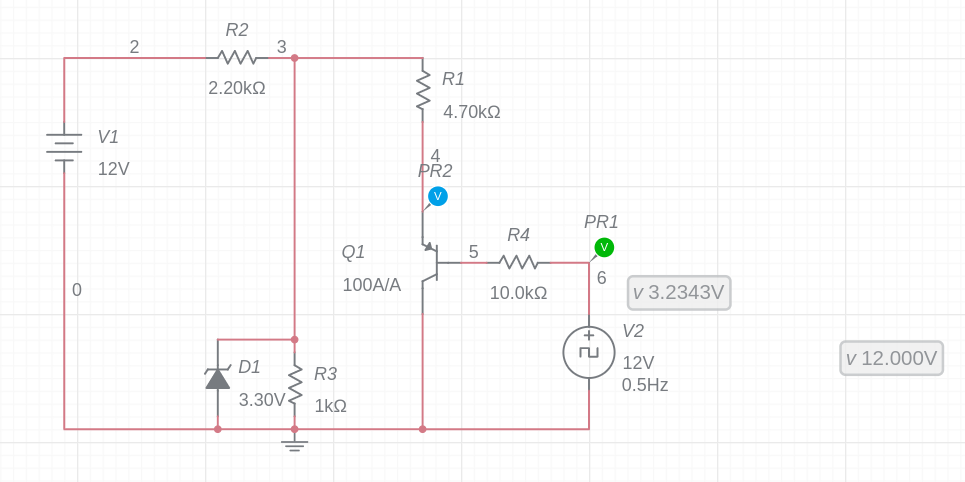 R2
2
3
2.20kΩ
R1
4.70kΩ
V1
12V
4
PR2
V
PR1
V
R4
5
Q1
100A/A
10.0kΩ
6
v 3.2343V
0
V2
12V
0.5Hz
v 12.000V
D1
3.30V
R3
1kΩ